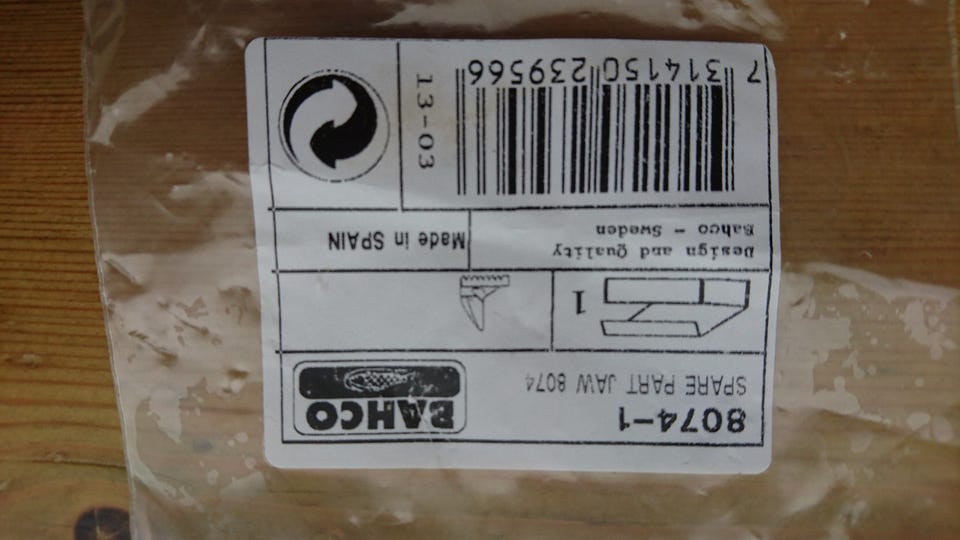 8074-1
SPARE PART JAW 8074
BAHCO
1
Design and Quality
Bahco - Sweden
Made in SPAIN
7 314150 239566
13-03